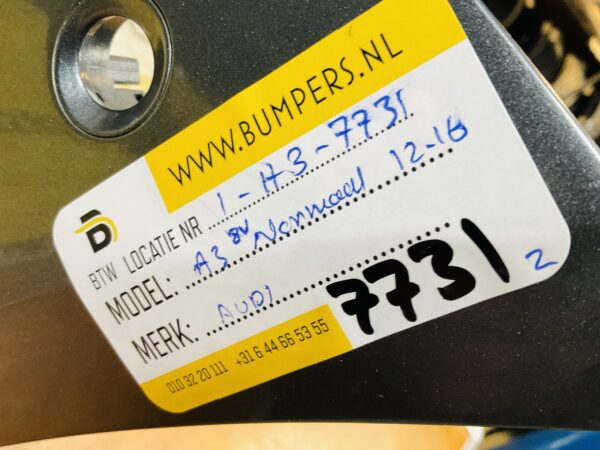 WWW.BUMPERS.NL
BTW LOCATIE NR 1-H3-7731
MODEL: A3 8V Normaal 12-16
MERK: AUDI
7731 2
010 32 20 111 +31 6 44 66 53 55